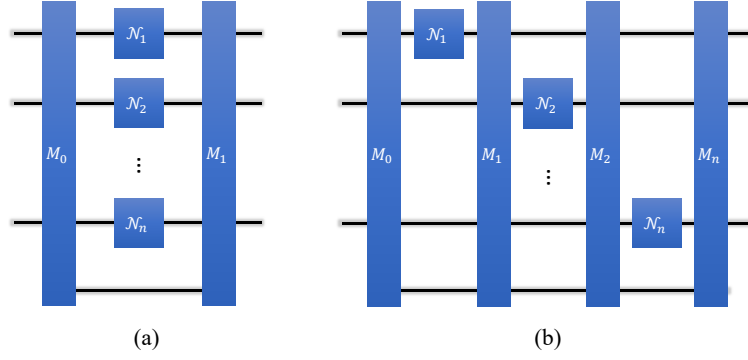 𝒩₁ 𝒩₁
𝒩₂ 𝒩₂
M₀ ⋮ M₁ M₀ M₁ ⋮ M₂ Mₙ
𝒩ₙ 𝒩ₙ
(a) (b)